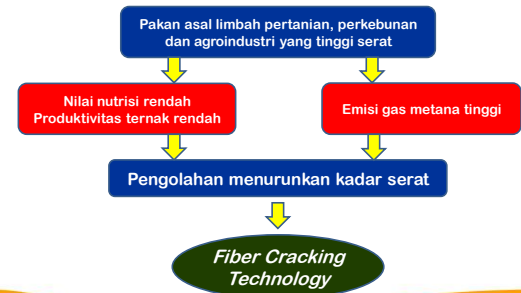 Pakan asal limbah pertanian, perkebunan
dan agroindustri yang tinggi serat
Nilai nutrisi rendah
Produktivitas ternak rendah
Emisi gas metana tinggi
Pengolahan menurunkan kadar serat
Fiber Cracking
Technology